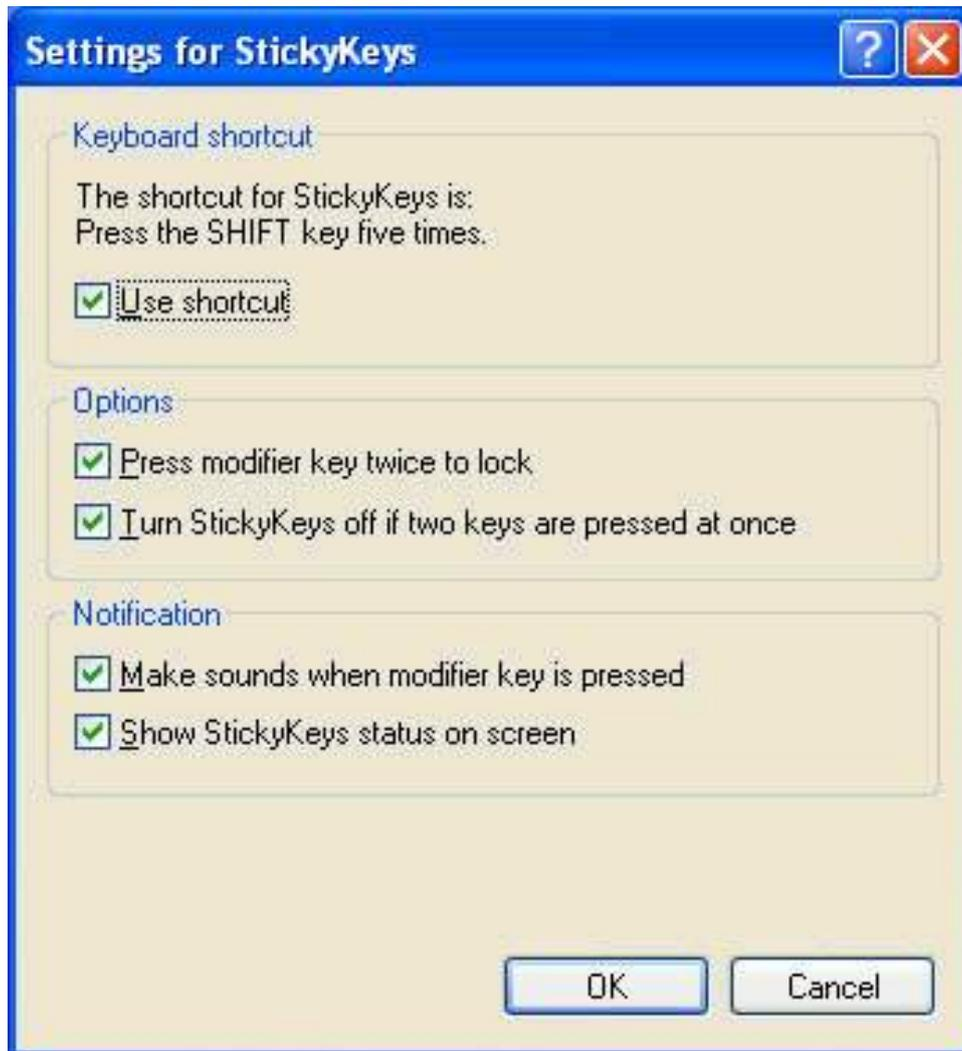 Settings for StickyKeys
Keyboard shortcut
The shortcut for StickyKeys is:
Press the SHIFT key five times.
Use shortcut
Options
Press modifier key twice to lock
Turn StickyKeys off if two keys are pressed at once
Notification
Make sounds when modifier key is pressed
Show StickyKeys status on screen
OK Cancel